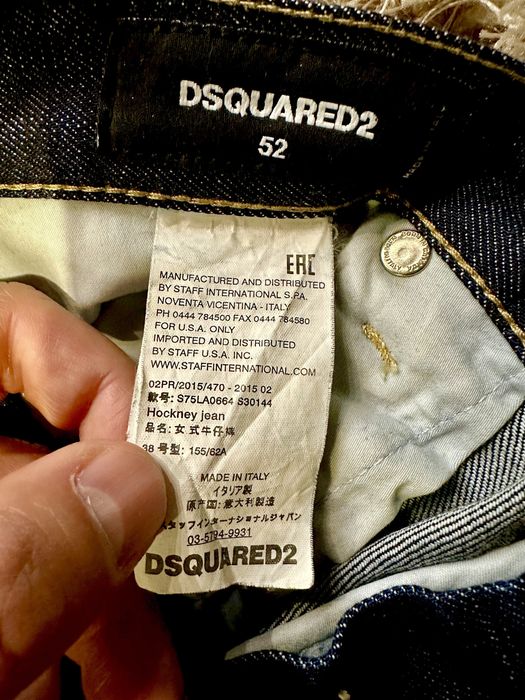 DSQUARED2
52
EAC
MANUFACTURED AND DISTRIBUTED
BY STAFF INTERNATIONAL S.P.A.
NOVENTA VICENTINA - ITALY
PH 0444 784500 FAX 0444 784580
FOR U.S.A. ONLY
IMPORTED AND DISTRIBUTED
BY STAFF U.S.A. INC.
WWW.STAFFINTERNATIONAL.COM
02PR/2015/470 - 2015 02
款号: S75LA0664 S30144
Hockney jean
品名: 女式牛仔裤
38 号型: 155/62A
MADE IN ITALY
イタリア製
原产国: 意大利製造
スタッフインターナショナルジャパン
03-5794-9931
DSQUARED2